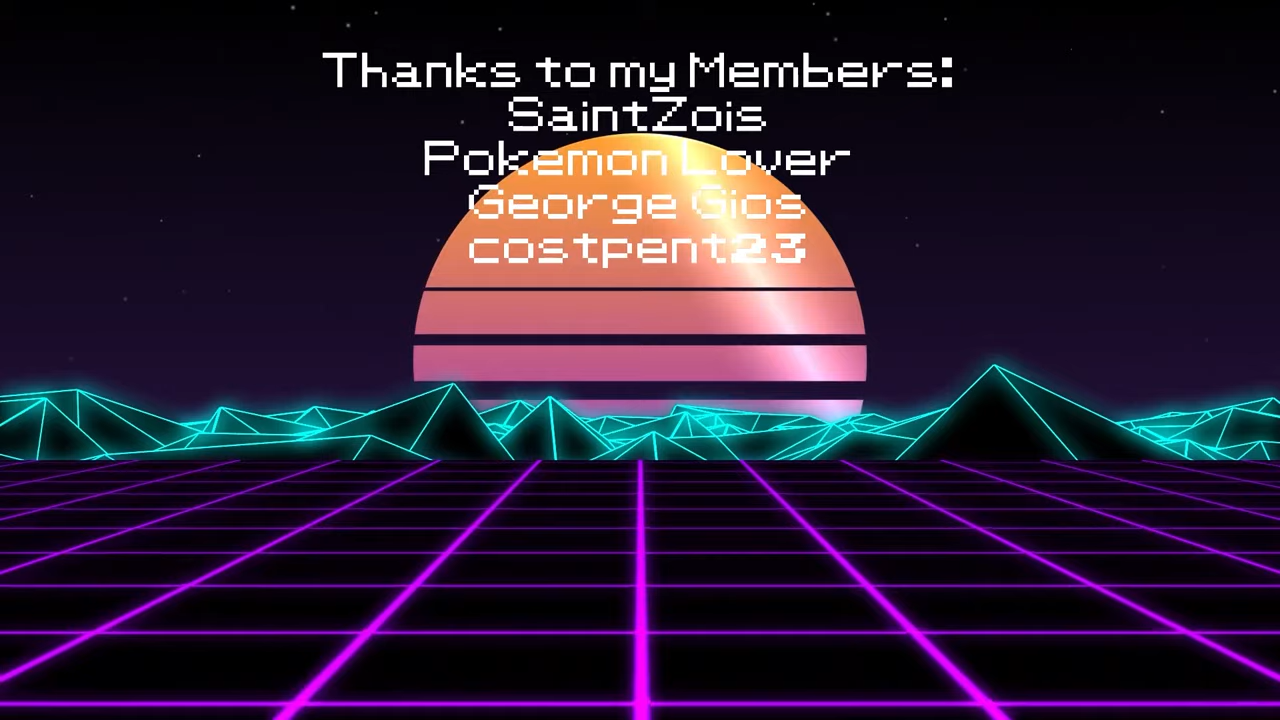 Thanks to my Members:
SaintZois
Pokemon Lover
George Gios
costpent23